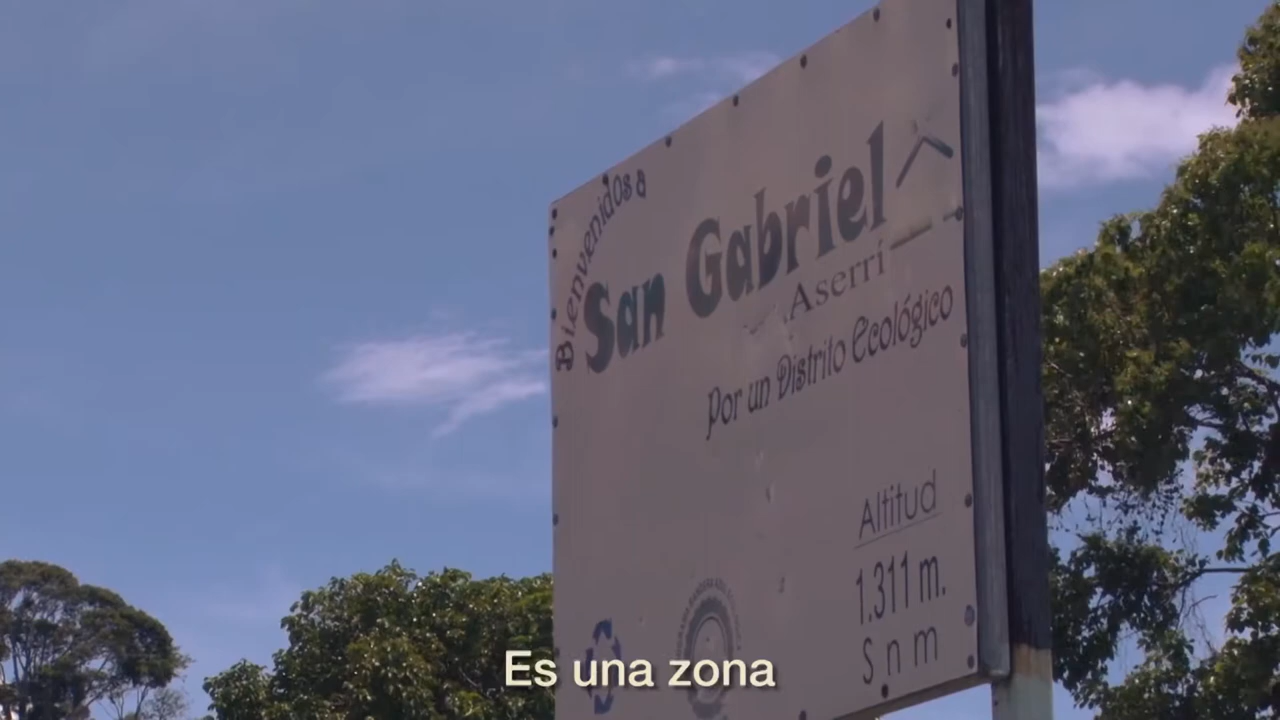 Bienvenidos a
San Gabriel
Aserrí
Por un Distrito Ecológico
Altitud
1.311 m.
S n m
Es una zona